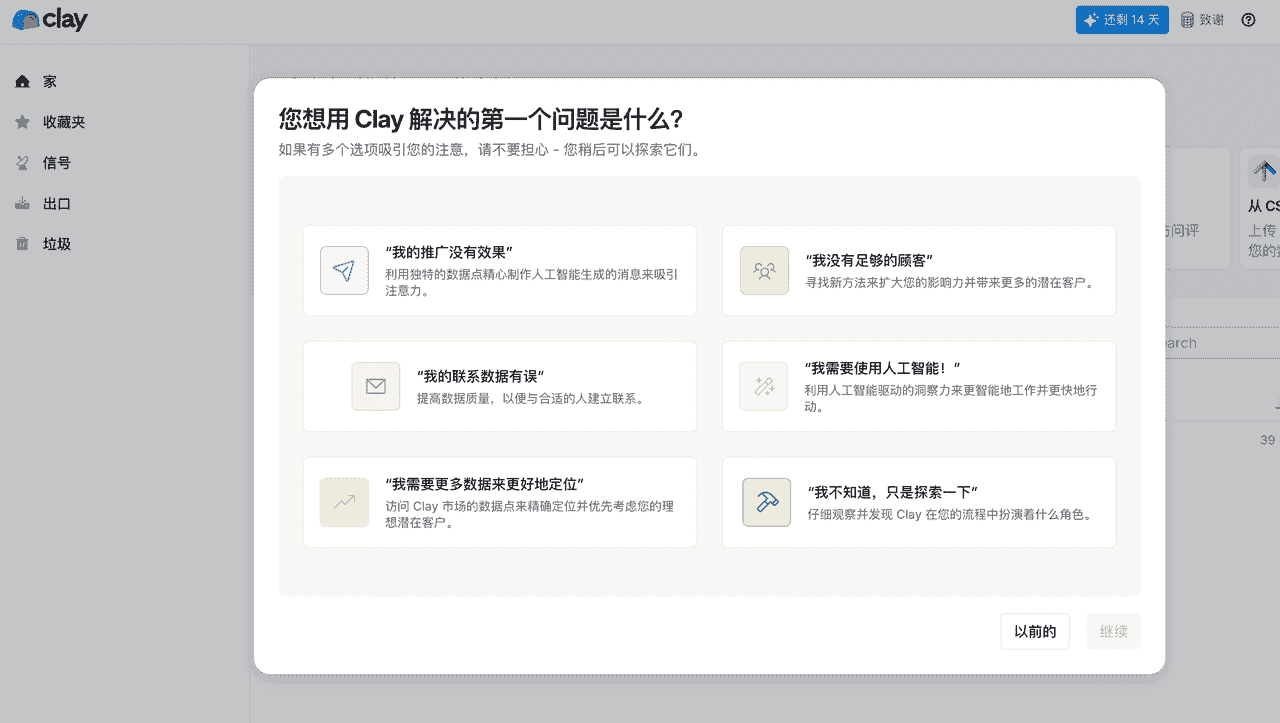 clay
还剩 14 天
致谢
家
收藏夹
信号
出口
垃圾
您想用 Clay 解决的第一个问题是什么?
如果有多个选项吸引您的注意，请不要担心 - 您稍后可以探索它们。
“我的推广没有效果”
利用独特的数据点精心制作人工智能生成的消息来吸引
注意力。
“我没有足够的顾客”
寻找新方法来扩大您的影响力并带来更多的潜在客户。
“我的联系数据有误”
提高数据质量，以便与合适的人建立联系。
“我需要使用人工智能！”
利用人工智能驱动的洞察力来更智能地工作并更快地行
动。
“我需要更多数据来更好地定位”
访问 Clay 市场的数据点来精确定位并优先考虑您的理
想潜在客户。
“我不知道，只是探索一下”
仔细观察并发现 Clay 在您的流程中扮演着什么角色。
以前的
继续
问评
从 CS
上传
您的
arch
39